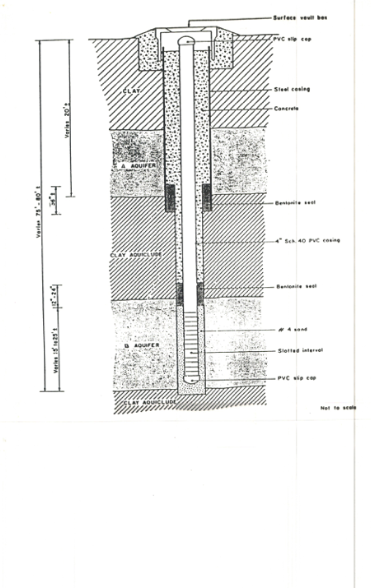 Surface vault box
PVC slip cap
CLAY
Steel casing
Concrete
Varies 20'±
A AQUIFER
Varies 75'-80'±
Bentonite seal
CLAY AQUICLUDE
4" Sch. 40 PVC casing
Bentonite seal
12"-24"
# 4 sand
B AQUIFER
Slotted interval
Varies 15' to 25'±
PVC slip cap
CLAY AQUICLUDE
Not to scale